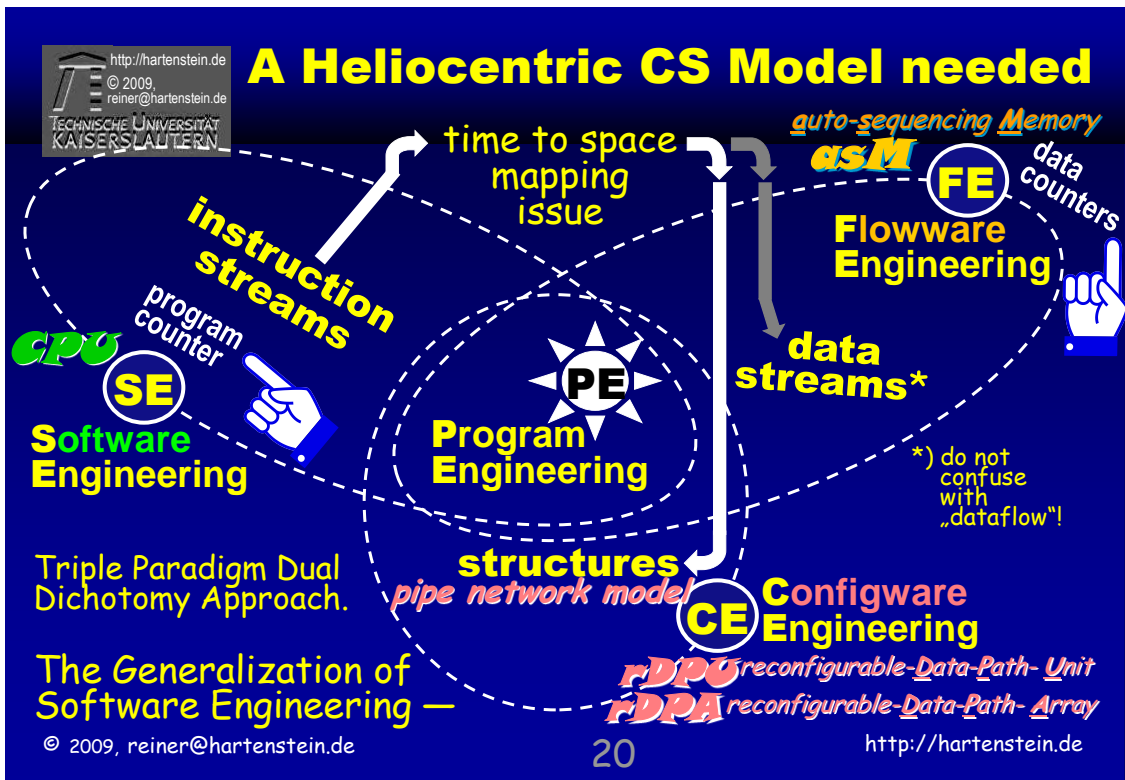 http://hartenstein.de
© 2009,
reiner@hartenstein.de
TECHNISCHE UNIVERSITÄT
KAISERSLAUTERN
A Heliocentric CS Model needed
auto-sequencing Memory
asM
time to space
mapping
issue
data
counters
FE
Flowware
Engineering
instruction
streams
program
counter
CPU
SE
Software
Engineering
data
streams*
PE
Program
Engineering
*) do not
confuse
with
„dataflow“!
structures
pipe network model
Triple Paradigm Dual
Dichotomy Approach.
CE
Configware
Engineering
The Generalization of
Software Engineering —
rDPU reconfigurable-Data-Path- Unit
rDPA reconfigurable-Data-Path- Array
© 2009, reiner@hartenstein.de
20
http://hartenstein.de